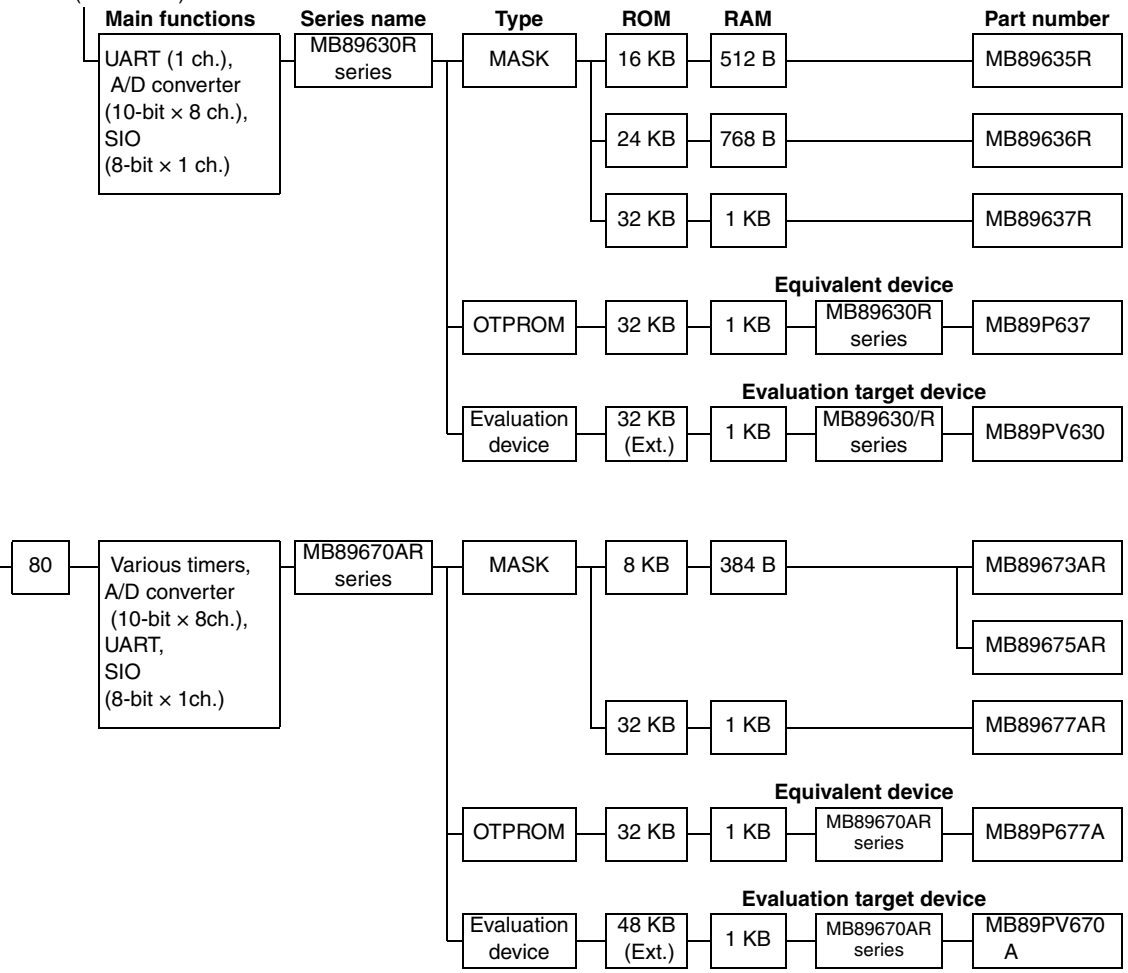 Main functions Series name Type ROM RAM Part number
UART (1 ch.),
A/D converter
(10-bit × 8 ch.),
SIO
(8-bit × 1 ch.)
MB89630R
series
MASK 16 KB 512 B MB89635R
24 KB 768 B MB89636R
32 KB 1 KB MB89637R
Equivalent device
OTPROM 32 KB 1 KB MB89630R
series
MB89P637
Evaluation target device
Evaluation
device
32 KB
(Ext.)
1 KB
MB89630/R
series
MB89PV630
80
Various timers,
A/D converter
(10-bit × 8ch.),
UART,
SIO
(8-bit × 1ch.)
MB89670AR
series
MASK 8 KB 384 B MB89673AR
MB89675AR
32 KB 1 KB MB89677AR
Equivalent device
OTPROM 32 KB 1 KB MB89670AR
series
MB89P677A
Evaluation target device
Evaluation
device
48 KB
(Ext.)
1 KB
MB89670AR
series
MB89PV670
A